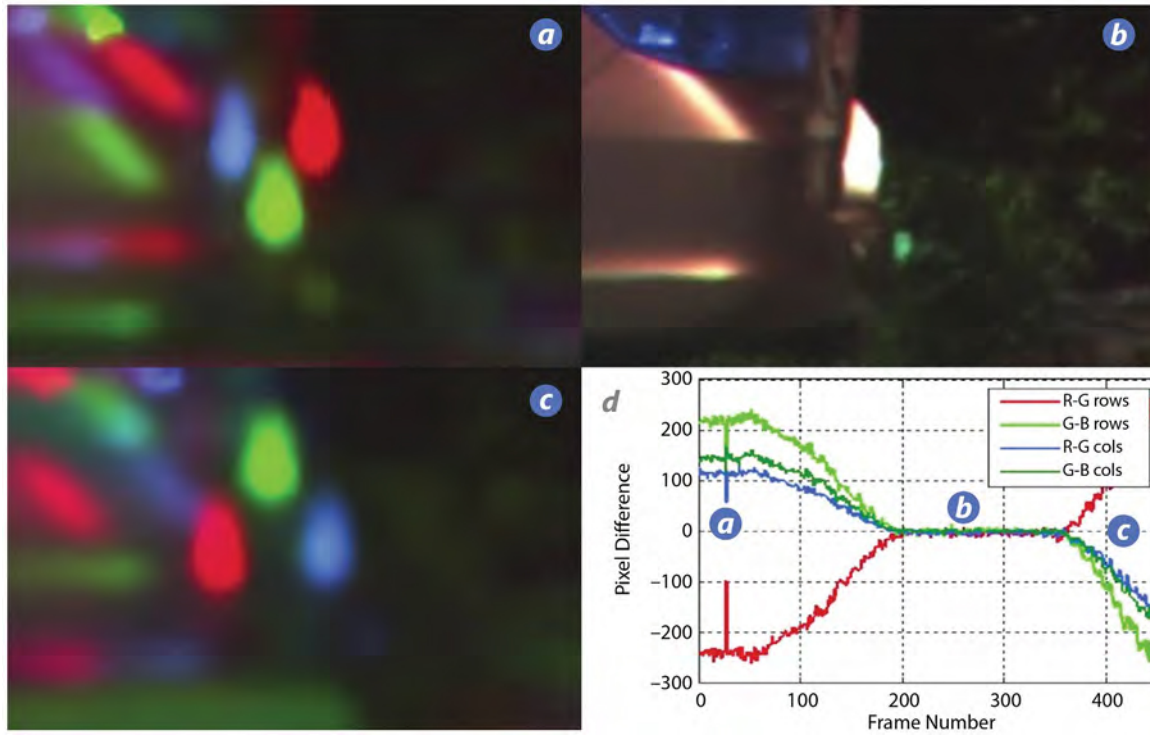 a
b
c
d
300
200
100
0
−100
−200
−300
Pixel Difference
R-G rows
G-B rows
R-G cols
G-B cols
a
b
c
0
100
200
300
400
Frame Number